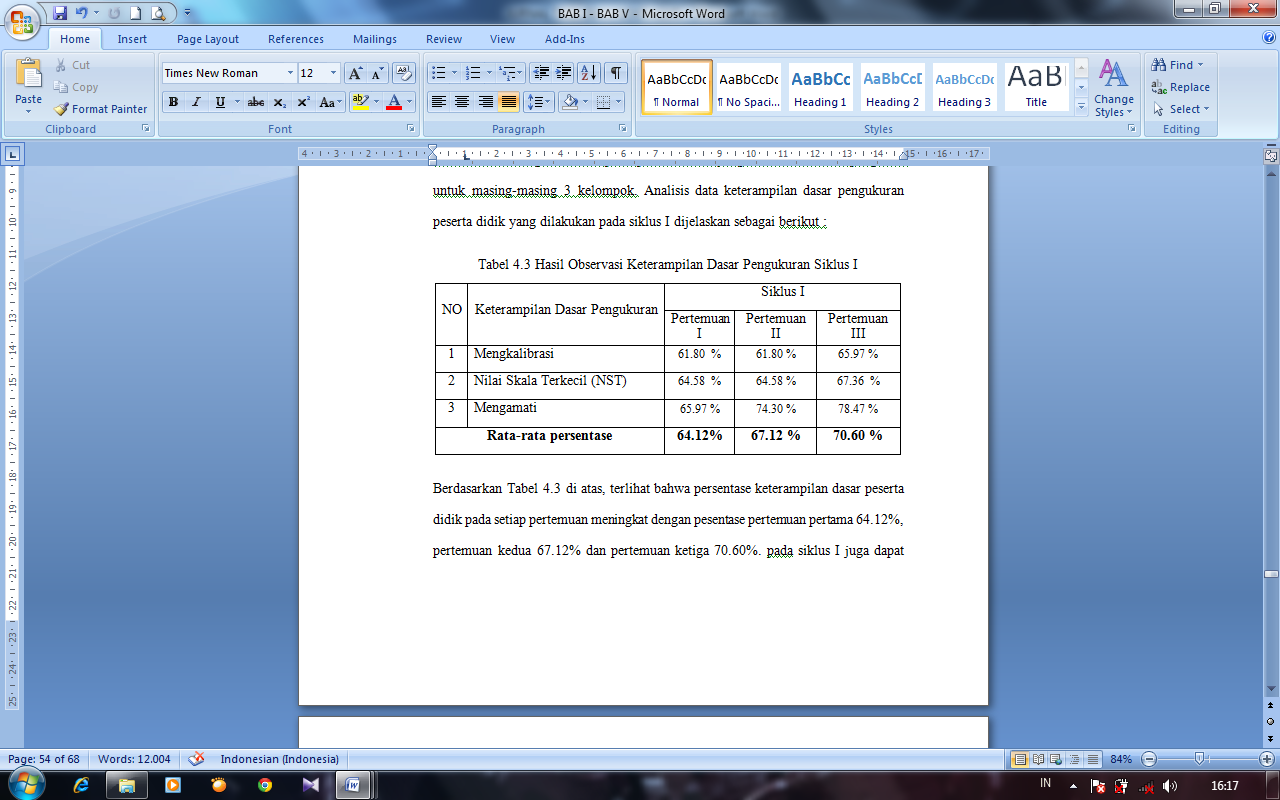 BAB I - BAB V - Microsoft Word
Home Insert Page Layout References Mailings Review View Add-Ins
Paste
Cut
Copy
Format Painter
Clipboard
Times New Roman 12
Font
Paragraph
AaBbCcDc AaBbCcDc AaBbCc AaBbCcD AaBbCcDc AaB
¶ Normal ¶ No Spaci... Heading 1 Heading 2 Heading 3 Title
Change Styles
Styles
Find
Replace
Select
Editing
untuk masing-masing 3 kelompok. Analisis data keterampilan dasar pengukuran
peserta didik yang dilakukan pada siklus I dijelaskan sebagai berikut :
Tabel 4.3 Hasil Observasi Keterampilan Dasar Pengukuran Siklus I
NO Keterampilan Dasar Pengukuran Siklus I
Pertemuan I Pertemuan II Pertemuan III
1 Mengkalibrasi 61.80 % 61.80 % 65.97 %
2 Nilai Skala Terkecil (NST) 64.58 % 64.58 % 67.36 %
3 Mengamati 65.97 % 74.30 % 78.47 %
Rata-rata persentase 64.12% 67.12 % 70.60 %
Berdasarkan Tabel 4.3 di atas, terlihat bahwa persentase keterampilan dasar peserta
didik pada setiap pertemuan meningkat dengan pesentase pertemuan pertama 64.12%,
pertemuan kedua 67.12% dan pertemuan ketiga 70.60%. pada siklus I juga dapat
Page: 54 of 68 Words: 12.004 Indonesian (Indonesia) 84%
IN 16:17